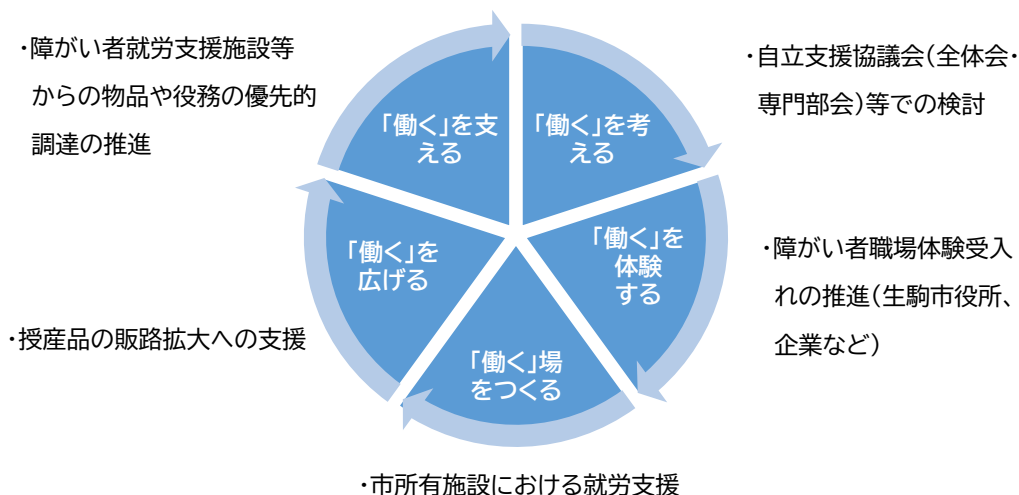 ・障がい者就労支援施設等
からの物品や役務の優先的
調達の推進
・自立支援協議会(全体会・
専門部会)等での検討
「働く」を支
える
「働く」を考
える
「働く」を
広げる
「働く」を
体験
する
・障がい者職場体験受入
れの推進(生駒市役所、
企業など)
・授産品の販路拡大への支援
「働く」場
をつくる
・市所有施設における就労支援